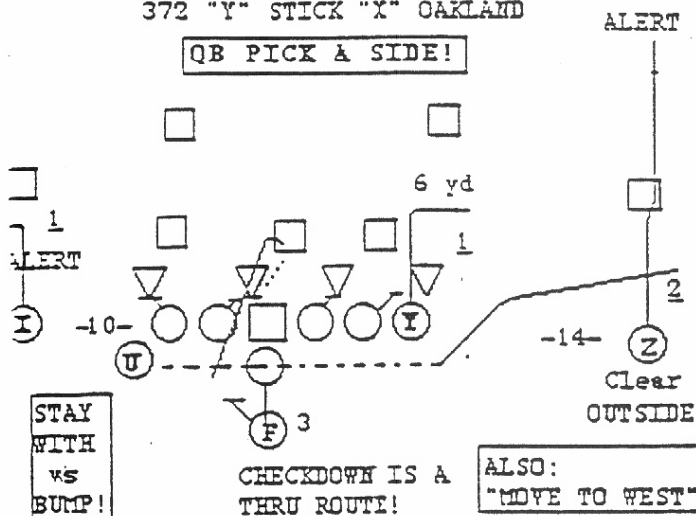 372 "Y" STICK "X" OAKLAND
ALERT
QB PICK A SIDE!
6 yd
1
1
ALERT
2
I
-10-
Y
-14-
Z
U
Clear
OUTSIDE
STAY
WITH
vs
BUMP!
F
3
CHECKDOWN IS A
THRU ROUTE!
ALSO:
"MOVE TO WEST"